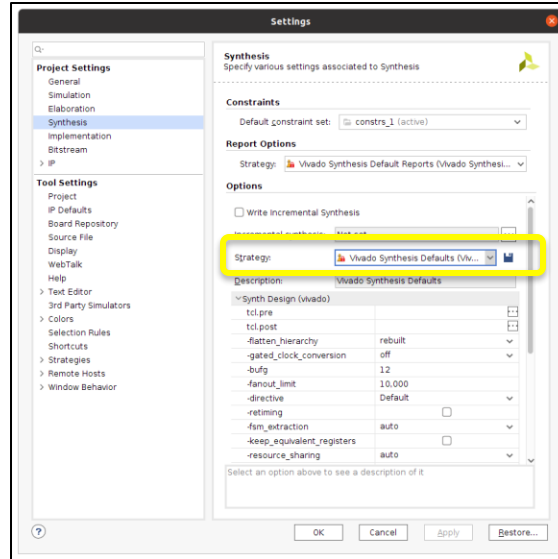 Settings
Q-
Project Settings
General
Simulation
Elaboration
Synthesis
Implementation
Bitstream
> IP
Tool Settings
Project
IP Defaults
Board Repository
Source File
Display
WebTalk
Help
> Text Editor
3rd Party Simulators
> Colors
Selection Rules
Shortcuts
> Strategies
> Remote Hosts
> Window Behavior
Synthesis
Specify various settings associated to Synthesis
Constraints
Default constraint set: constrs_1 (active)
Report Options
Strategy: Vivado Synthesis Default Reports (Vivado Synthesi...
Options
Write Incremental Synthesis
Incremental synthesis: Not set
Strategy: Vivado Synthesis Defaults (Viv...
Description: Vivado Synthesis Defaults
Synth Design (vivado)
tcl.pre
tcl.post
-flatten_hierarchy rebuilt
-gated_clock_conversion off
-bufg 12
-fanout_limit 10,000
-directive Default
-retiming
-fsm_extraction auto
-keep_equivalent_registers
-resource_sharing auto
Select an option above to see a description of it
? OK Cancel Apply Restore...